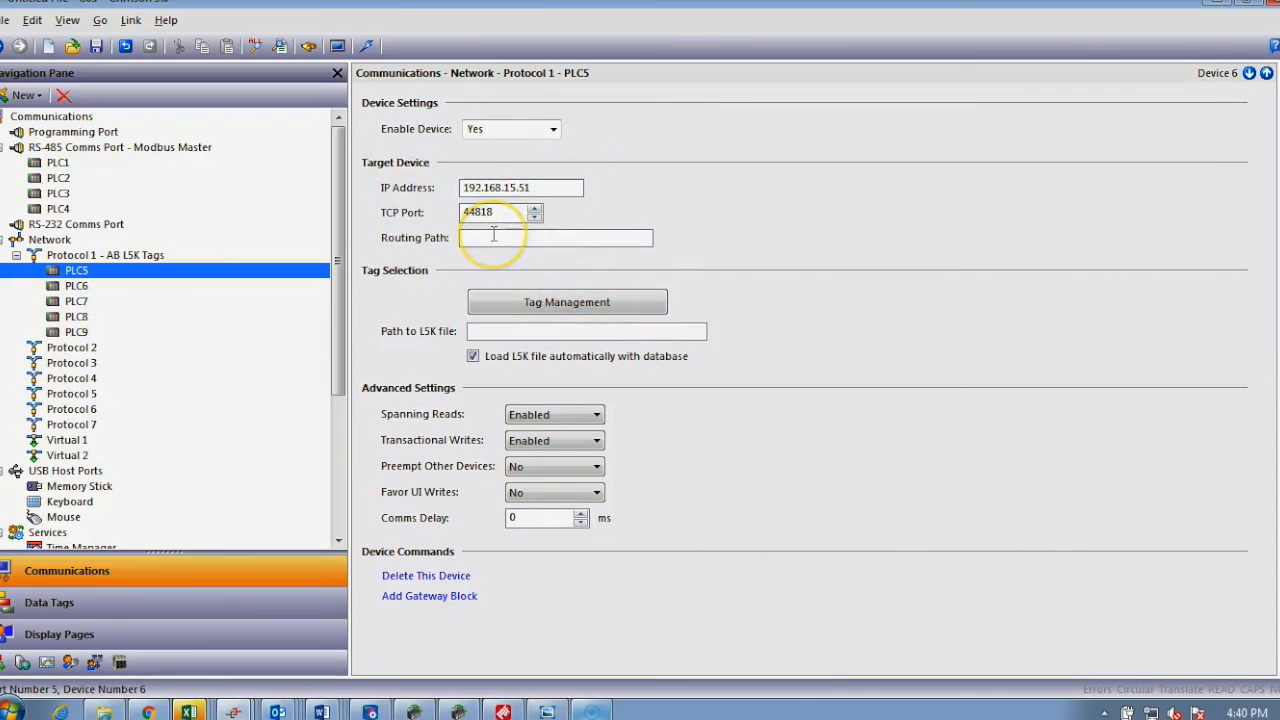 le Edit View Go Link Help
avigation Pane
New
Communications
Programming Port
RS-485 Comms Port - Modbus Master
PLC1
PLC2
PLC3
PLC4
RS-232 Comms Port
Network
Protocol 1 - AB L5K Tags
PLC5
PLC6
PLC7
PLC8
PLC9
Protocol 2
Protocol 3
Protocol 4
Protocol 5
Protocol 6
Protocol 7
Virtual 1
Virtual 2
USB Host Ports
Memory Stick
Keyboard
Mouse
Services
Time Manager
Communications
Data Tags
Display Pages
Communications - Network - Protocol 1 - PLC5
Device 6
Device Settings
Enable Device: Yes
Target Device
IP Address: 192.168.15.51
TCP Port: 44818
Routing Path:
Tag Selection
Tag Management
Path to L5K file:
Load L5K file automatically with database
Advanced Settings
Spanning Reads: Enabled
Transactional Writes: Enabled
Preempt Other Devices: No
Favor UI Writes: No
Comms Delay: 0 ms
Device Commands
Delete This Device
Add Gateway Block
rt Number 5, Device Number 6
Errors Circular Translate READ CAPS N
4:40 PM